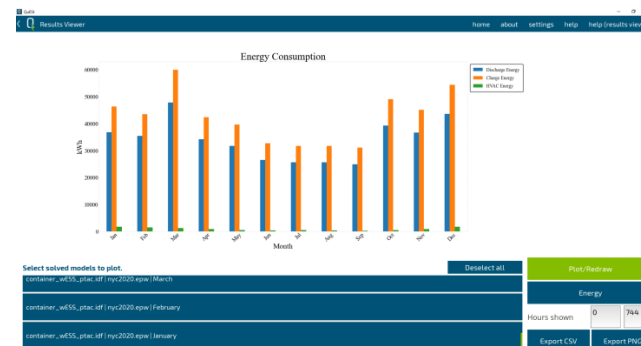 Results Viewer home about settings help help (results view
Energy Consumption
Discharge Energy
Charge Energy
HVAC Energy
60000
50000
40000
30000
20000
10000
0
kWh
Jan Feb Mar Apr May Jun Jul Aug Sep Oct Nov Dec
Month
Select solved models to plot. Deselect all
container_wESS_ptac.idf | nyc2020.epw | March
container_wESS_ptac.idf | nyc2020.epw | February
container_wESS_ptac.idf | nyc2020.epw | January
Plot/Redraw
Energy
Hours shown 0 744
Export CSV Export PNG